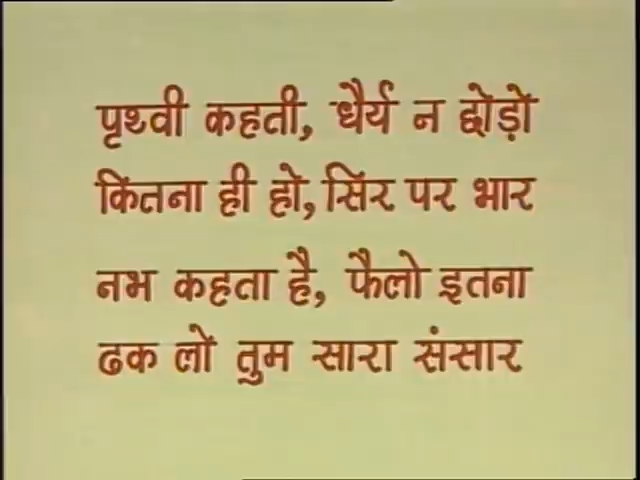 पृथ्वी कहती, धैर्य न छोड़ो
कितना ही हो, सिर पर भार
नभ कहता है, फैलो इतना
ढक लो तुम सारा संसार